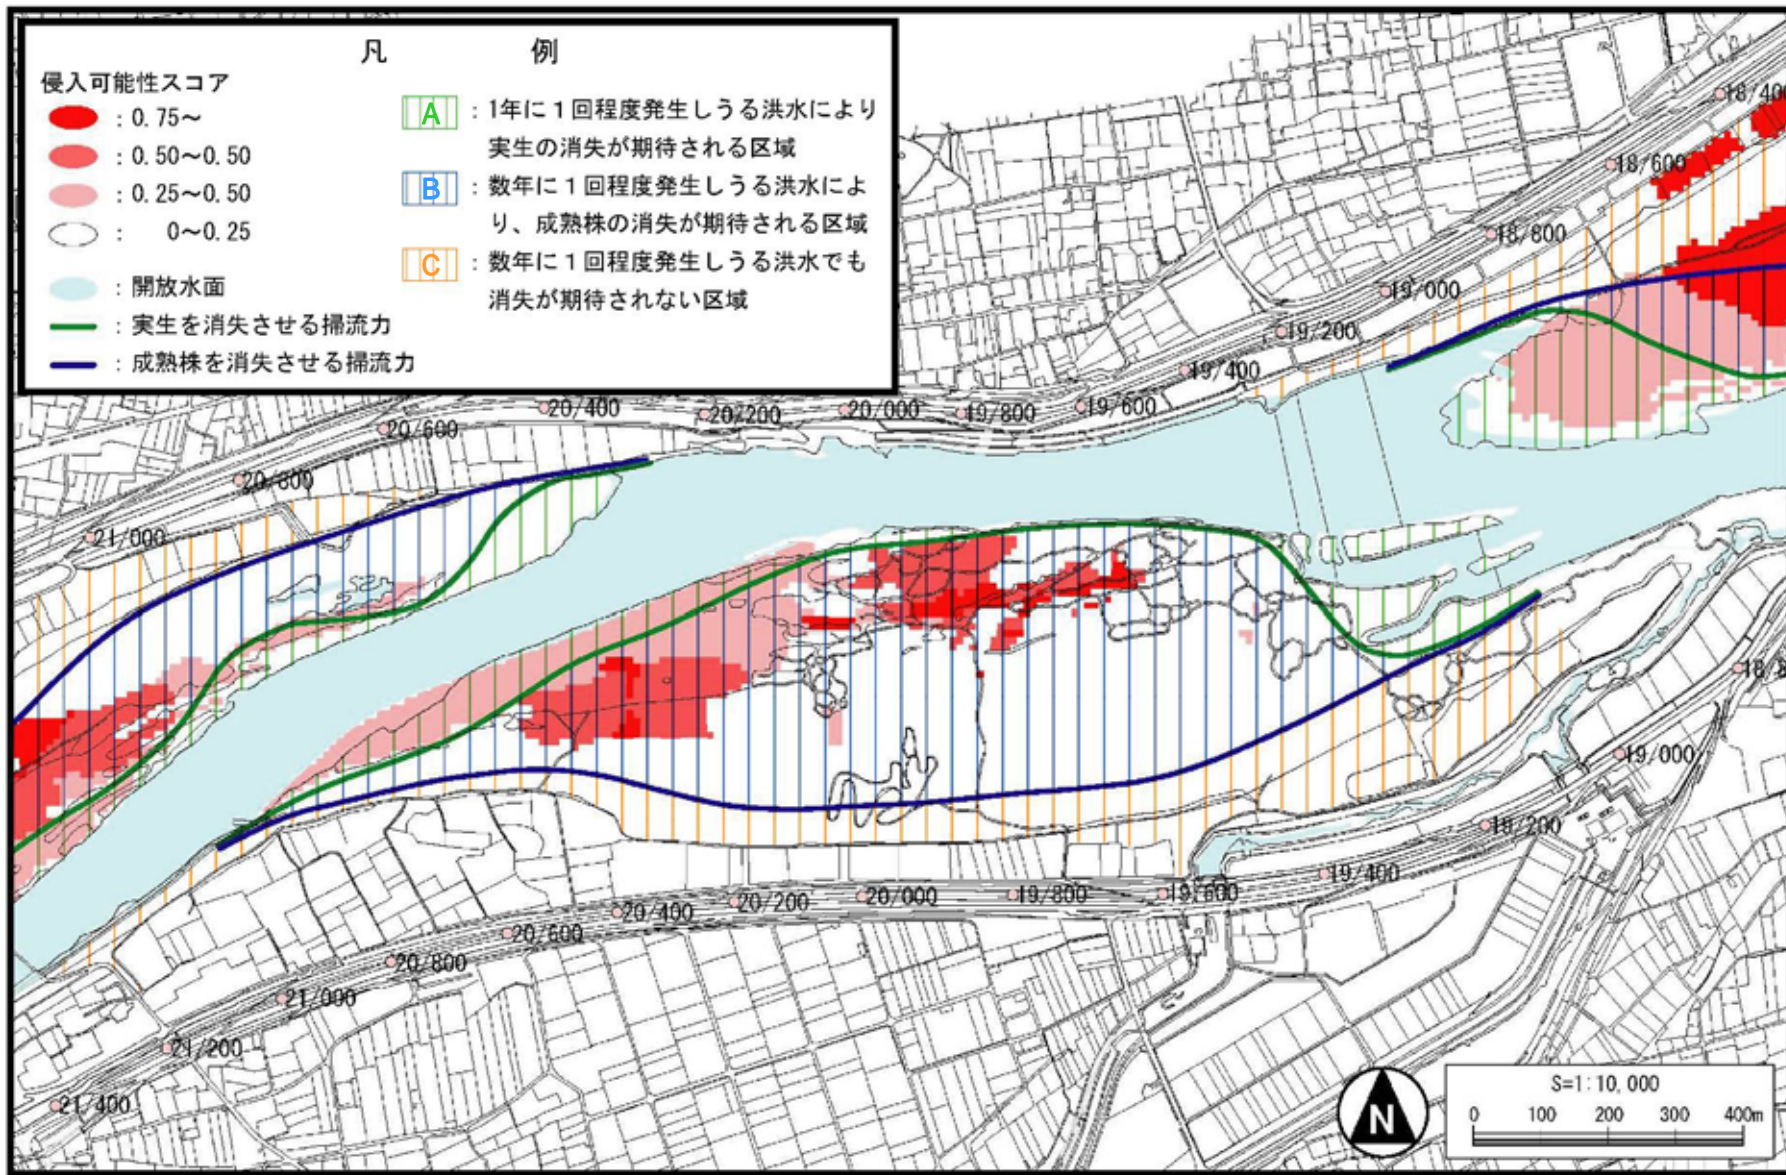 凡 例
侵入可能性スコア
: 0.75～
: 0.50～0.50
: 0.25～0.50
: 0～0.25
: 開放水面
: 実生を消失させる掃流力
: 成熟株を消失させる掃流力
A : 1年に1回程度発生しうる洪水により
実生の消失が期待される区域
B : 数年に1回程度発生しうる洪水によ
り、成熟株の消失が期待される区域
C : 数年に1回程度発生しうる洪水でも
消失が期待されない区域
18/400
18/600
18/800
19/000
19/200
19/400
19/600
19/800
20/000
20/200
20/400
20/600
20/800
21/000
19/000
19/200
19/400
19/600
19/800
20/000
20/200
20/400
20/600
20/800
21/000
21/200
21/400
N
S=1:10,000
0 100 200 300 400m